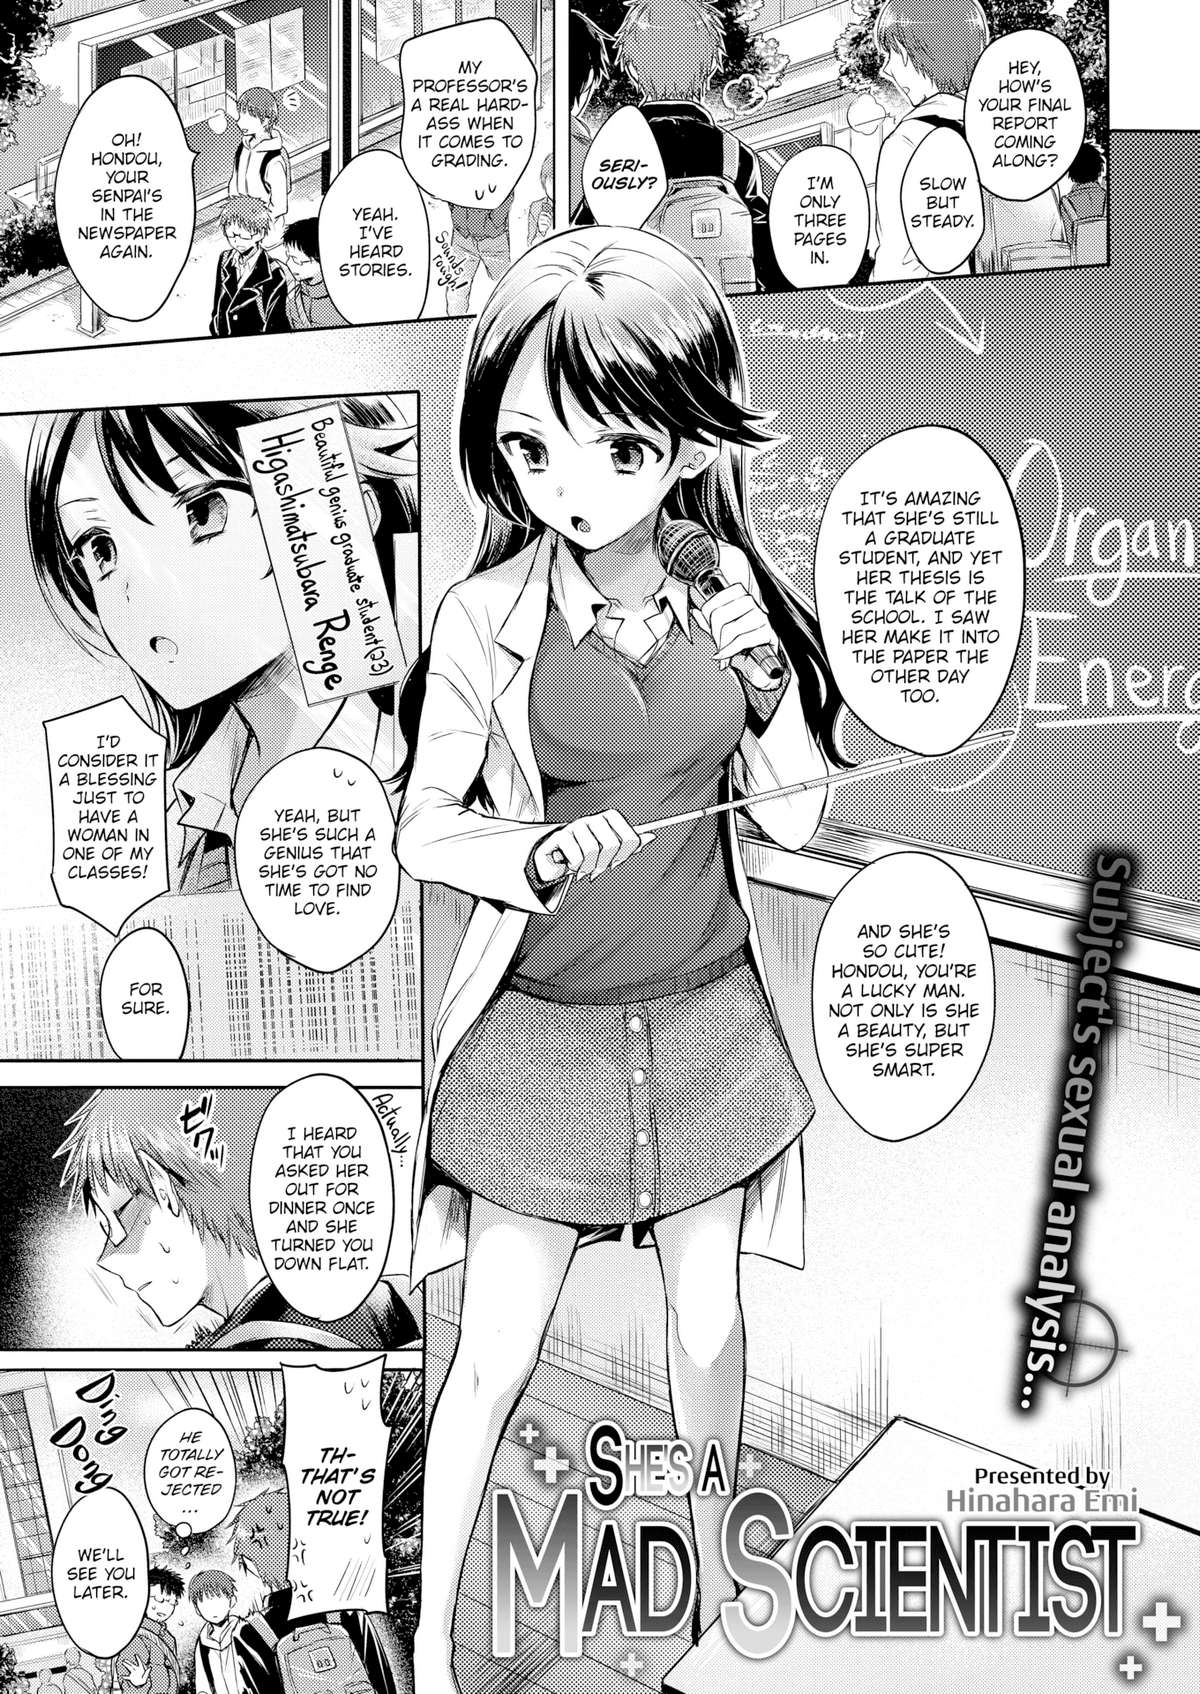 HEY,
HOW'S
YOUR FINAL
REPORT
COMING
ALONG?
SLOW
BUT
STEADY.
I'M
ONLY
THREE
PAGES
IN.
SERI-
OUSLY?
MY
PROFESSOR'S
A REAL HARD-
ASS WHEN
IT COMES TO
GRADING.
Sounds
rough!
YEAH.
I'VE
HEARD
STORIES.
OH!
HONDOU,
YOUR
SENPAI'S
IN THE
NEWSPAPER
AGAIN.
IT'S AMAZING
THAT SHE'S STILL
A GRADUATE
STUDENT, AND YET
HER THESIS IS
THE TALK OF THE
SCHOOL. I SAW
HER MAKE IT INTO
THE PAPER THE
OTHER DAY
TOO.
Organ
Energ
AND SHE'S
SO CUTE!
HONDOU, YOU'RE
A LUCKY MAN.
NOT ONLY IS SHE
A BEAUTY, BUT
SHE'S SUPER
SMART.
Beautiful genius graduate student (23)
Higashimatsubara Renge
YEAH, BUT
SHE'S SUCH A
GENIUS THAT
SHE'S GOT NO
TIME TO FIND
LOVE.
I'D
CONSIDER IT
A BLESSING
JUST TO
HAVE A
WOMAN IN
ONE OF MY
CLASSES!
FOR
SURE.
Actually...
I HEARD
THAT YOU
ASKED HER
OUT FOR
DINNER ONCE
AND SHE
TURNED YOU
DOWN FLAT.
ビクッ
TH-
THAT'S
NOT
TRUE!
HE
TOTALLY
GOT RE-
JECTED
...
Ding
Dong
WE'LL
SEE YOU
LATER.
Subject's sexual analysis...
SHE'S A
MAD SCIENTIST
Presented by
Hinahara Emi